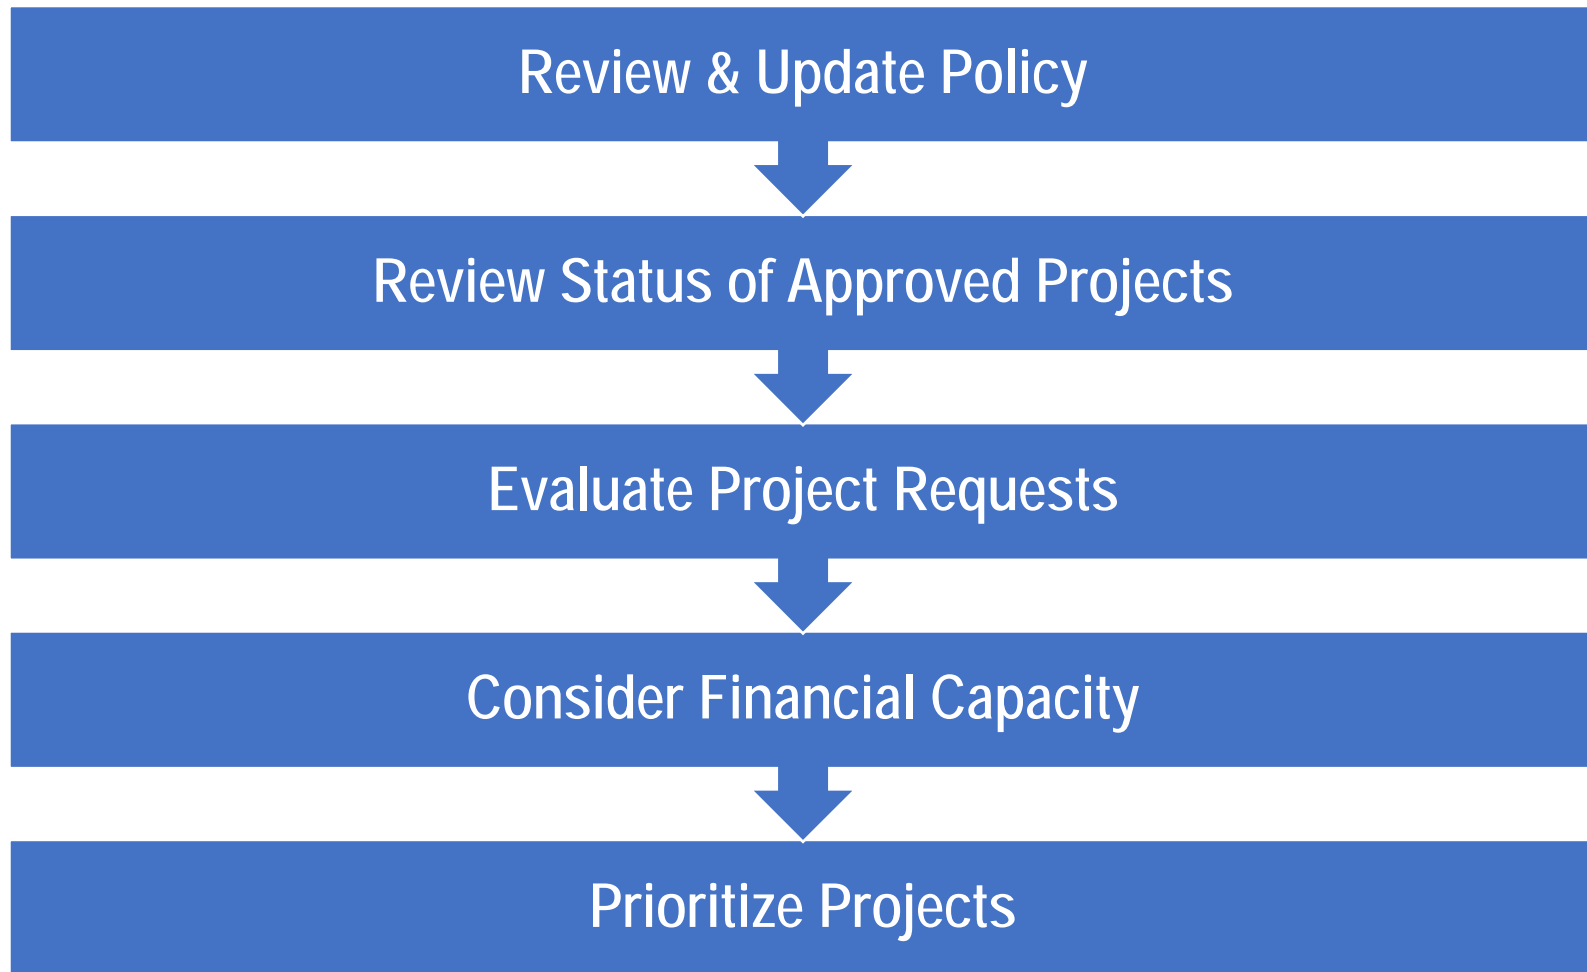 Review & Update Policy
Review Status of Approved Projects
Evaluate Project Requests
Consider Financial Capacity
Prioritize Projects